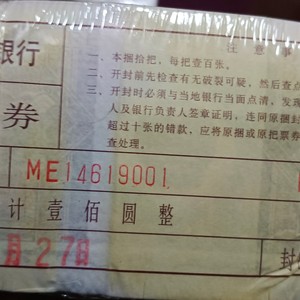 注意事
银行
一、本捆拾把，每把壹百张。
二、开封前先检查有无破裂可疑，然后查点
三、开封时必须与当地银行当面点清，发
人及银行负责人签章证明，连同原捆封
超过十张的错款，应将原捆或原把票
查处理。
券
ME14619001
计壹佰圆整
月27日
封